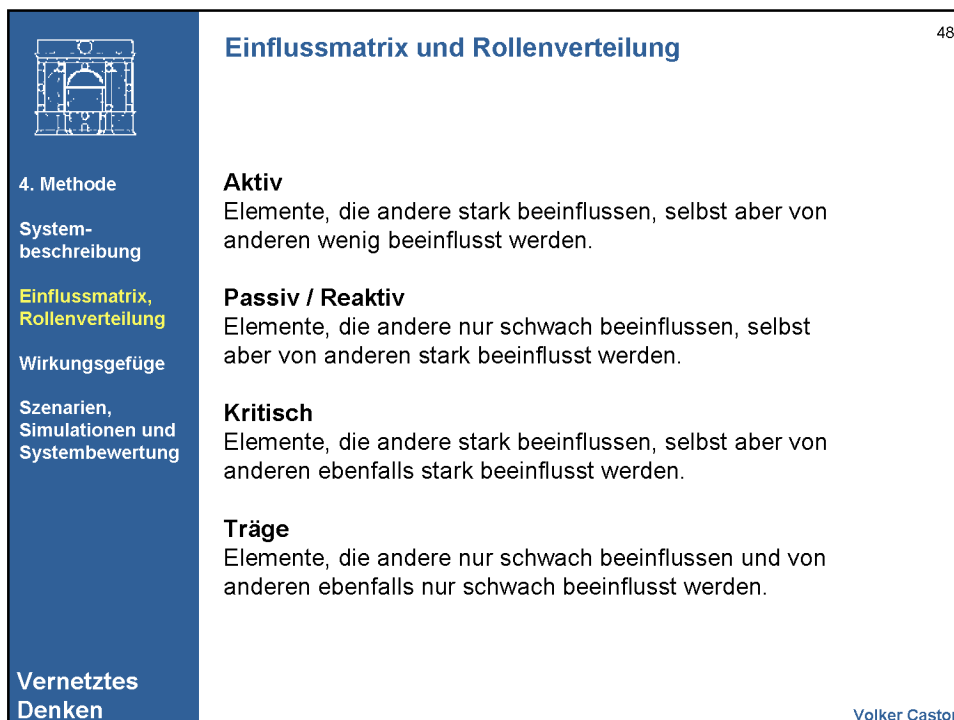 Einflussmatrix und Rollenverteilung
48
4. Methode
System-
beschreibung
Einflussmatrix,
Rollenverteilung
Wirkungsgefüge
Szenarien,
Simulationen und
Systembewertung
Aktiv
Elemente, die andere stark beeinflussen, selbst aber von
anderen wenig beeinflusst werden.
Passiv / Reaktiv
Elemente, die andere nur schwach beeinflussen, selbst
aber von anderen stark beeinflusst werden.
Kritisch
Elemente, die andere stark beeinflussen, selbst aber von
anderen ebenfalls stark beeinflusst werden.
Träge
Elemente, die andere nur schwach beeinflussen und von
anderen ebenfalls nur schwach beeinflusst werden.
Vernetztes
Denken
Volker Castor